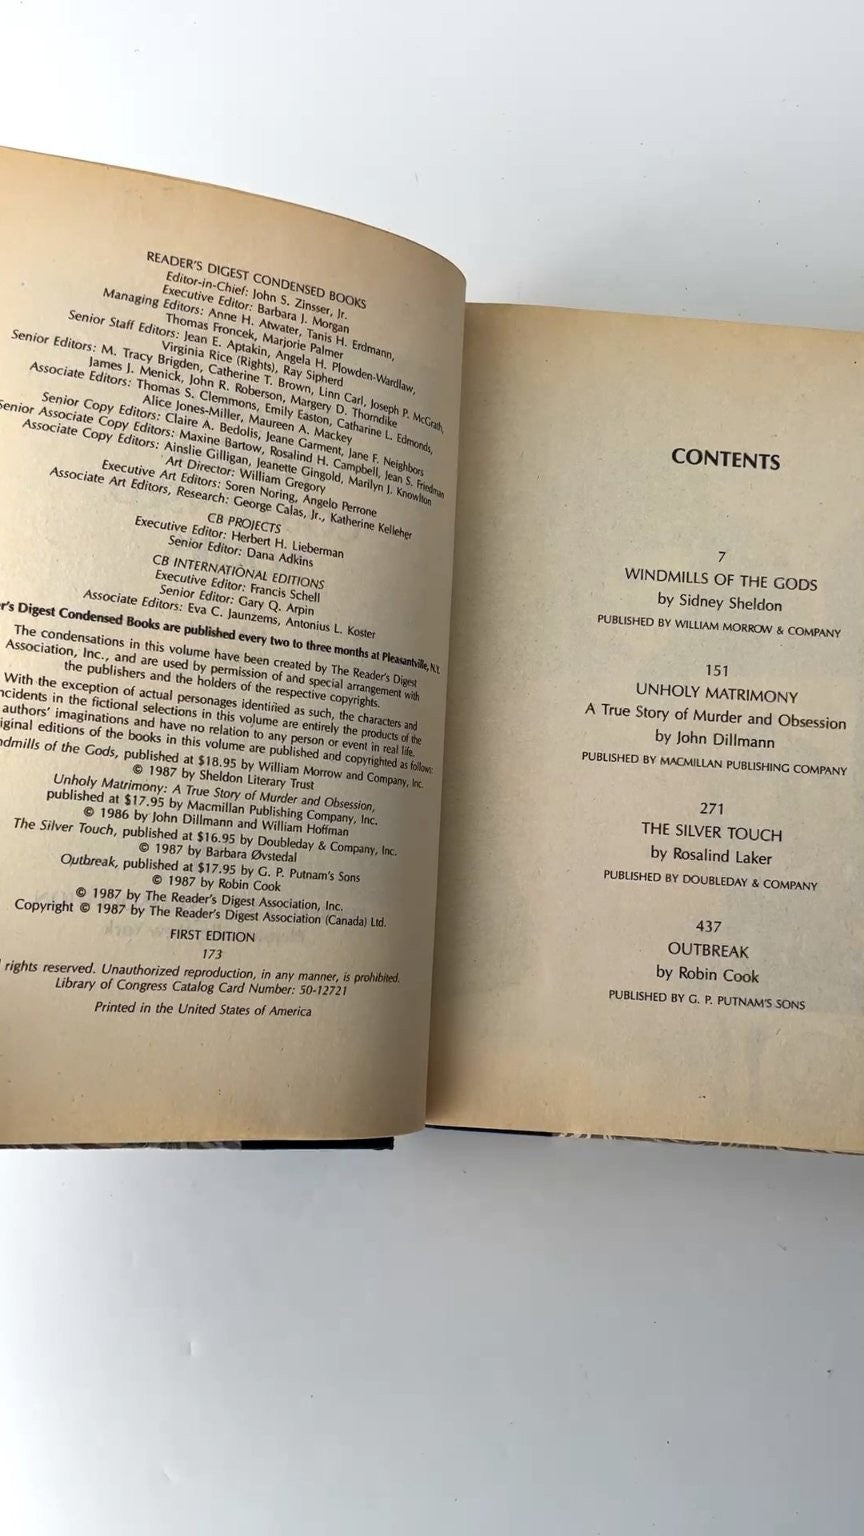 READER'S DIGEST CONDENSED BOOKS
Editor-in-Chief: John S. Zinsser, Jr.
Executive Editor: Barbara J. Morgan
Managing Editors: Anne H. Atwater, Tanis H. Erdmann,
Thomas Froncek, Marjorie Palmer
Senior Staff Editors: Jean E. Aptakin, Angela H. Plowden-Wardlaw,
Virginia Rice (Rights), Ray Sipherd
Senior Editors: M. Tracy Brigden, Catherine T. Brown, Linn Carl, Joseph P. McGrath,
James J. Menick, John R. Roberson, Margery D. Thorndike
Associate Editors: Thomas S. Clemmons, Emily Easton, Catharine L. Edmonds,
Alice Jones-Miller, Maureen A. Mackey
Senior Copy Editors: Claire A. Bedolis, Jeane Garment, Jane F. Neighbors
Senior Associate Copy Editors: Maxine Bartow, Rosalind H. Campbell, Jean S. Friedman
Associate Copy Editors: Ainslie Gilligan, Jeanette Gingold, Marilyn J. Knowlton
Art Director: William Gregory
Executive Art Editors: Soren Noring, Angelo Perrone
Associate Art Editors, Research: George Calas, Jr., Katherine Kelleher
CB PROJECTS
Executive Editor: Herbert H. Lieberman
Senior Editor: Dana Adkins
CB INTERNATIONAL EDITIONS
Executive Editor: Francis Schell
Senior Editor: Gary Q. Arpin
Associate Editors: Eva C. Jaunzems, Antonius L. Koster
er's Digest Condensed Books are published every two to three months at Pleasantville, N.Y.
The condensations in this volume have been created by The Reader's Digest
Association, Inc., and are used by permission of and special arrangement with
the publishers and the holders of the respective copyrights.
With the exception of actual personages identified as such, the characters and
ncidents in the fictional selections in this volume are entirely the products of the
authors' imaginations and have no relation to any person or event in real life.
iginal editions of the books in this volume are published and copyrighted as follows:
ndmills of the Gods, published at $18.95 by William Morrow and Company, Inc.
© 1987 by Sheldon Literary Trust
Unholy Matrimony: A True Story of Murder and Obsession,
published at $17.95 by Macmillan Publishing Company, Inc.
© 1986 by John Dillmann and William Hoffman
The Silver Touch, published at $16.95 by Doubleday & Company, Inc.
© 1987 by Barbara Øvstedal
Outbreak, published at $17.95 by G. P. Putnam's Sons
© 1987 by Robin Cook
© 1987 by The Reader's Digest Association, Inc.
Copyright © 1987 by The Reader's Digest Association (Canada) Ltd.
FIRST EDITION
173
rights reserved. Unauthorized reproduction, in any manner, is prohibited.
Library of Congress Catalog Card Number: 50-12721
Printed in the United States of America
CONTENTS
7
WINDMILLS OF THE GODS
by Sidney Sheldon
PUBLISHED BY WILLIAM MORROW & COMPANY
151
UNHOLY MATRIMONY
A True Story of Murder and Obsession
by John Dillmann
PUBLISHED BY MACMILLAN PUBLISHING COMPANY
271
THE SILVER TOUCH
by Rosalind Laker
PUBLISHED BY DOUBLEDAY & COMPANY
437
OUTBREAK
by Robin Cook
PUBLISHED BY G. P. PUTNAM'S SONS